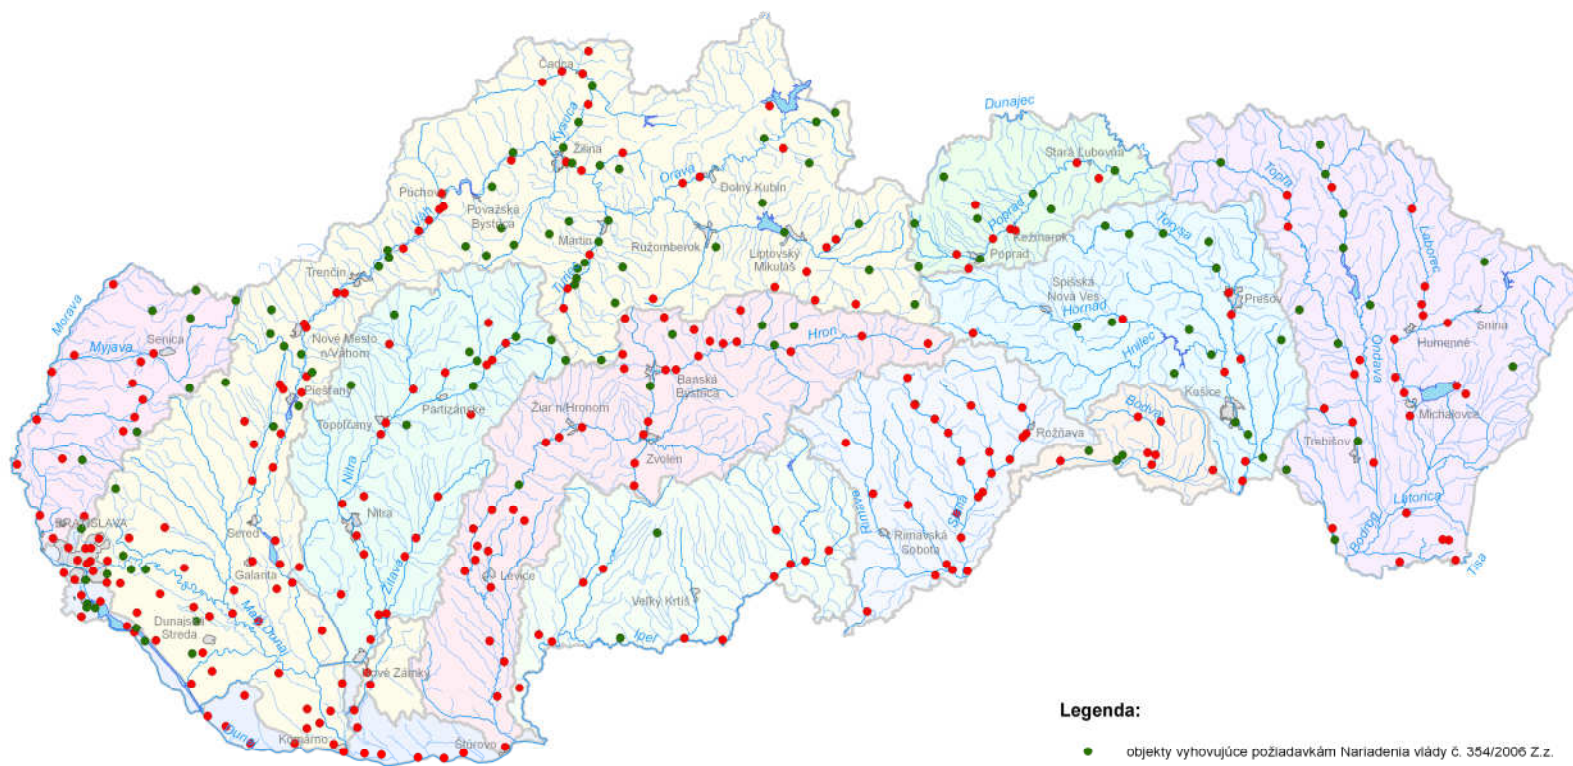 Čadca
Dunajec
Kysuca
Žilina
Stará Ľubovňa
Topľa
Orava
Dolný Kubín
Púchov
Považská
Bystrica
Váh
Poprad
Kežmarok
Torysa
Laborec
Martin
Ružomberok
Liptovský
Mikuláš
Poprad
Trenčín
Turiec
Spišská
Nová Ves
Prešov
Morava
Hornád
Snina
Senica
Nové Mesto
n/Váhom
Hron
Myjava
Hnilec
Ondava
Humenné
Piešťany
Banská
Bystrica
Košice
Partizánske
Žiar n/Hronom
Bodva
Michalovce
Topoľčany
Rožňava
Trebišov
Zvolen
Nitra
Rimava
Slaná
Latorica
BRATISLAVA
Nitra
Sereď
Rimavská
Sobota
Bodrog
Tisa
Galanta
Žitava
Levice
Malý Dunaj
Veľký Krtíš
Dunajská
Streda
Ipeľ
Nové Zámky
Dunaj
Komárno
Štúrovo
Legenda:
objekty vyhovujúce požiadavkám Nariadenia vlády č. 354/2006 Z.z.